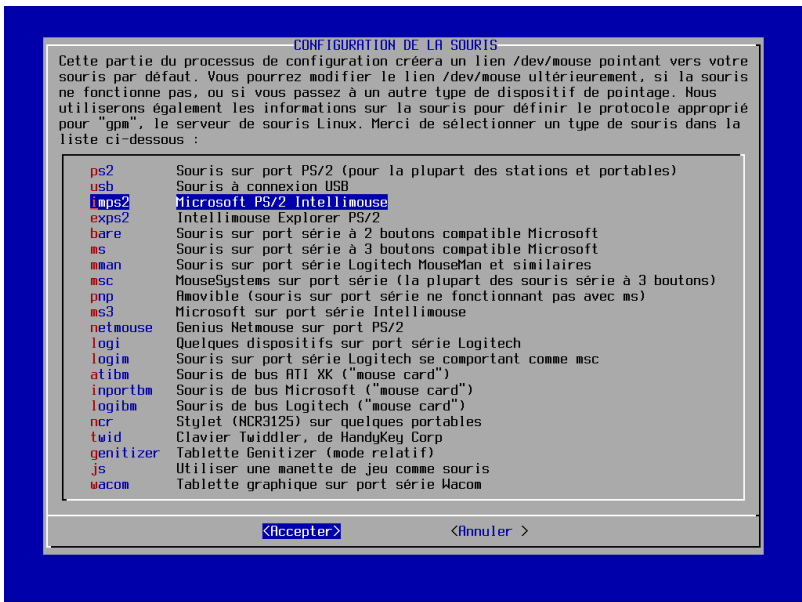 CONFIGURATION DE LA SOURIS
Cette partie du processus de configuration créera un lien /dev/mouse pointant vers votre
souris par défaut. Vous pourrez modifier le lien /dev/mouse ultérieurement, si la souris
ne fonctionne pas, ou si vous passez à un autre type de dispositif de pointage. Nous
utiliserons également les informations sur la souris pour définir le protocole approprié
pour "gpm", le serveur de souris Linux. Merci de sélectionner un type de souris dans la
liste ci-dessous :
ps2 Souris sur port PS/2 (pour la plupart des stations et portables)
usb Souris à connexion USB
imps2 Microsoft PS/2 Intellimouse
exps2 Intellimouse Explorer PS/2
bare Souris sur port série à 2 boutons compatible Microsoft
ms Souris sur port série à 3 boutons compatible Microsoft
mman Souris sur port série Logitech MouseMan et similaires
msc MouseSystems sur port série (la plupart des souris série à 3 boutons)
pnp Amovible (souris sur port série ne fonctionnant pas avec ms)
ms3 Microsoft sur port série Intellimouse
netmouse Genius Netmouse sur port PS/2
logi Quelques dispositifs sur port série Logitech
logim Souris sur port série Logitech se comportant comme msc
atibm Souris de bus ATI XK ("mouse card")
inportbm Souris de bus Microsoft ("mouse card")
logibm Souris de bus Logitech ("mouse card")
ncr Stylet (NCR3125) sur quelques portables
twid Clavier Twiddler, de HandyKey Corp
genitizer Tablette Genitizer (mode relatif)
js Utiliser une manette de jeu comme souris
wacom Tablette graphique sur port série Wacom
<Accepter> <Annuler >